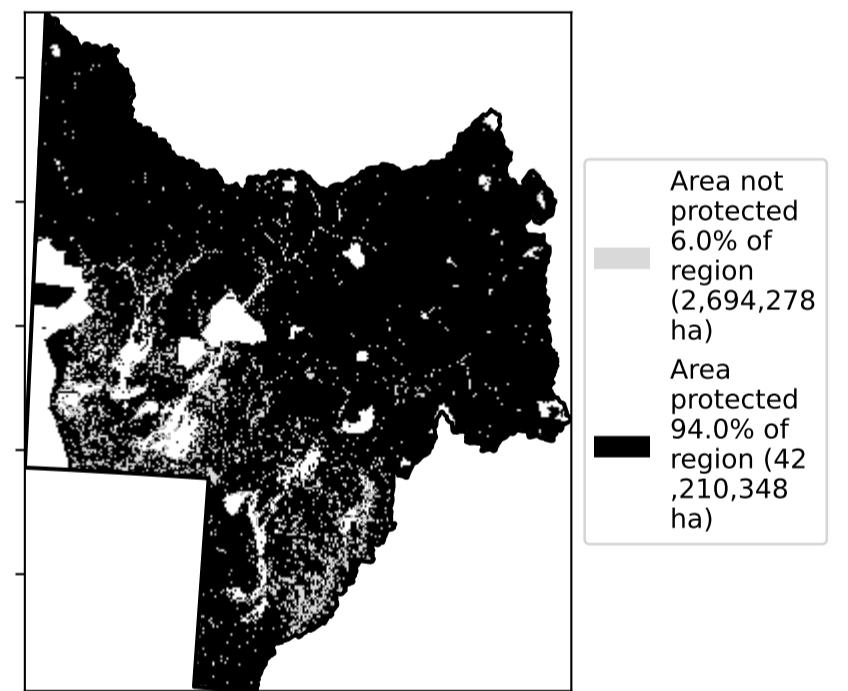 Area not
protected
6.0% of
region
(2,694,278
ha)
Area
protected
94.0% of
region (42
,210,348
ha)